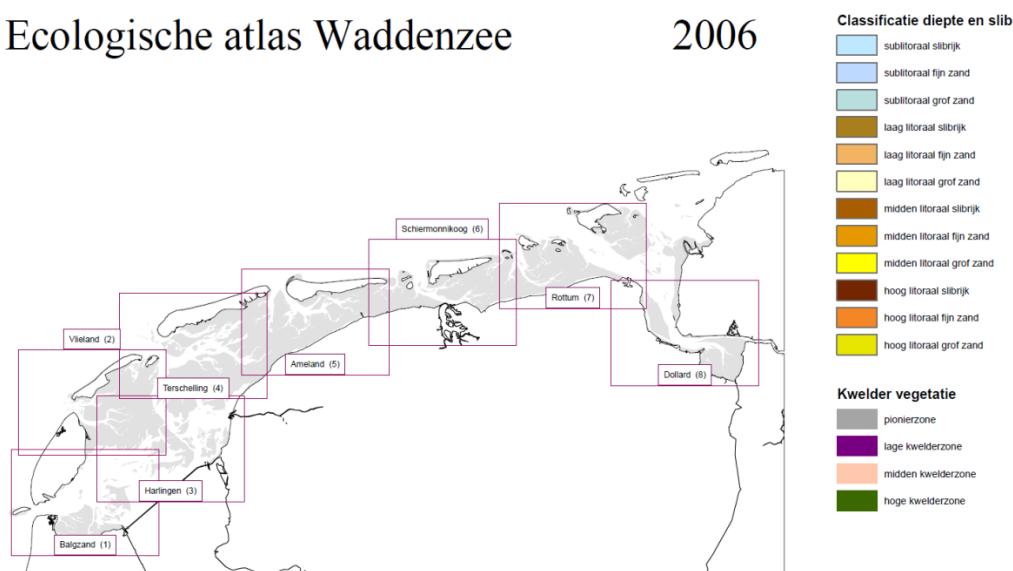 Ecologische atlas Waddenzee 2006
Classificatie diepte en slib
sublitoraal slibrijk
sublitoraal fijn zand
sublitoraal grof zand
laag litoraal slibrijk
laag litoraal fijn zand
laag litoraal grof zand
midden litoraal slibrijk
midden litoraal fijn zand
midden litoraal grof zand
hoog litoraal slibrijk
hoog litoraal fijn zand
hoog litoraal grof zand
Kwelder vegetatie
pionierzone
lage kwelderzone
midden kwelderzone
hoge kwelderzone
Schiermonnikoog (6)
Rottum (7)
Vlieland (2)
Ameland (5)
Dollard (8)
Terschelling (4)
Harlingen (3)
Balgzand (1)